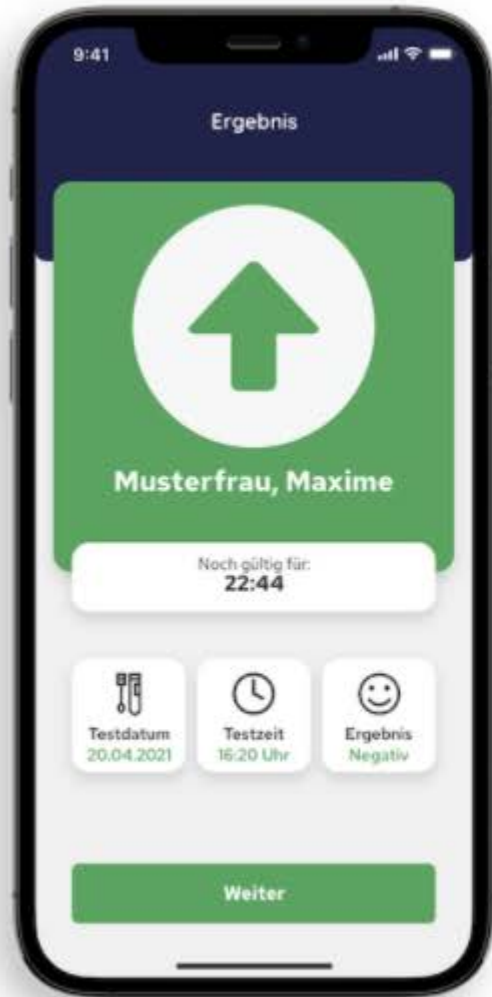 9:41
Ergebnis
Musterfrau, Maxime
Noch gültig für:
22:44
Testdatum
20.04.2021
Testzeit
16:20 Uhr
Ergebnis
Negativ
Weiter